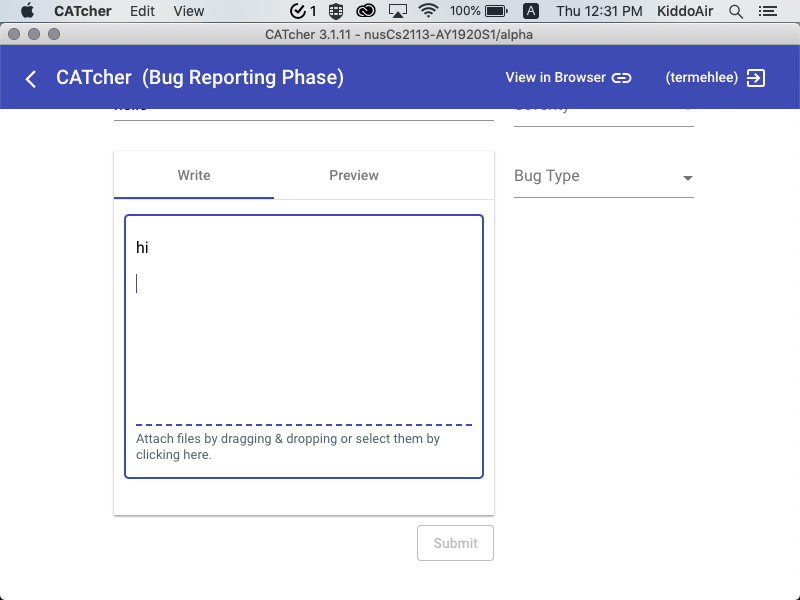 CATcher Edit View 1 100% A Thu 12:31 PM KiddoAir
CATcher 3.1.11 - nusCs2113-AY1920S1/alpha
CATcher (Bug Reporting Phase) View in Browser (termehlee)
hello Severity
Write Preview
Bug Type
hi
Attach files by dragging & dropping or select them by
clicking here.
Submit